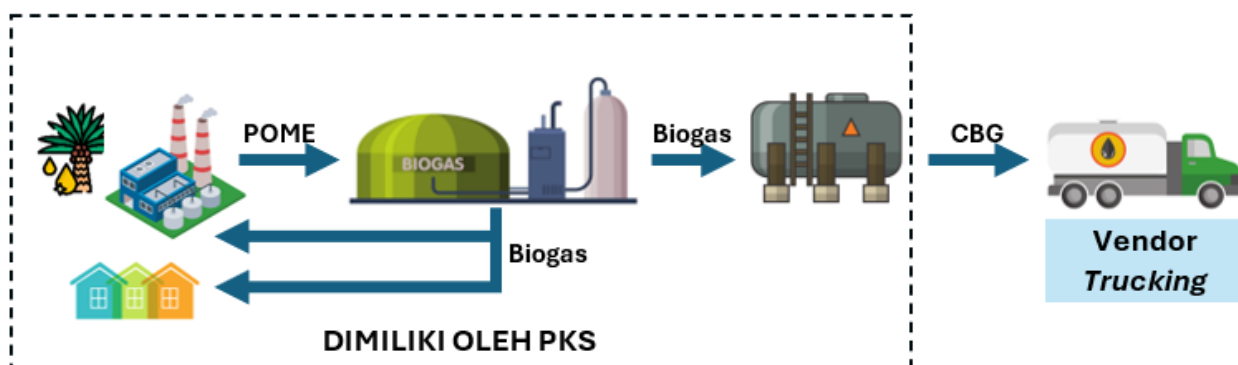 POME
BIOGAS
Biogas
CBG
Biogas
Vendor
Trucking
DIMILIKI OLEH PKS